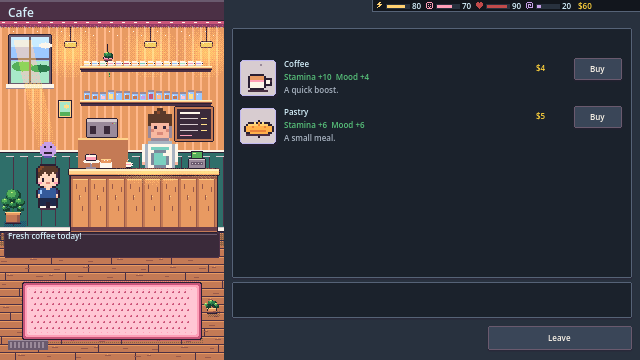 Cafe
80 70 90 20 $60
Coffee
Stamina +10 Mood +4
A quick boost.
$4
Buy
Pastry
Stamina +6 Mood +6
A small meal.
$5
Buy
Fresh coffee today!
Leave